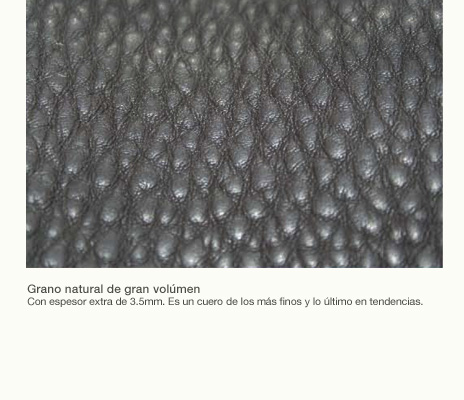 Grano natural de gran volúmen
Con espesor extra de 3.5mm. Es un cuero de los más finos y lo último en tendencias.